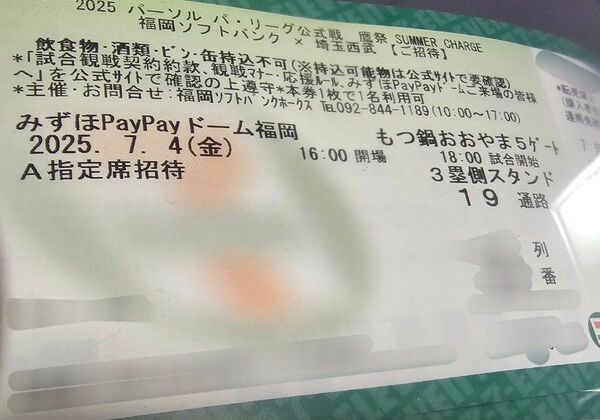 2025 パーソル パ・リーグ公式戦 鷹祭 SUMMER CHARGE
福岡ソフトバンク × 埼玉西武 【ご招待】
飲食物・酒類・ビン・缶持込不可(※持込可能物は公式サイトで要確認)
*「試合観戦契約約款、観戦マナー・応援ルール、みずほPayPayドームご来場の皆様
へ」を公式サイトで確認の上遵守*本券1枚で1名利用可
*主催・お問合せ:福岡ソフトバンクホークス ℡092-844-1189(10:00~17:00)
みずほPayPayドーム福岡 もつ鍋おおやま5ゲート
2025. 7. 4(金) 16:00 開場 18:00 試合開始
A指定席招待 3塁側スタンド
19 通路
列
番